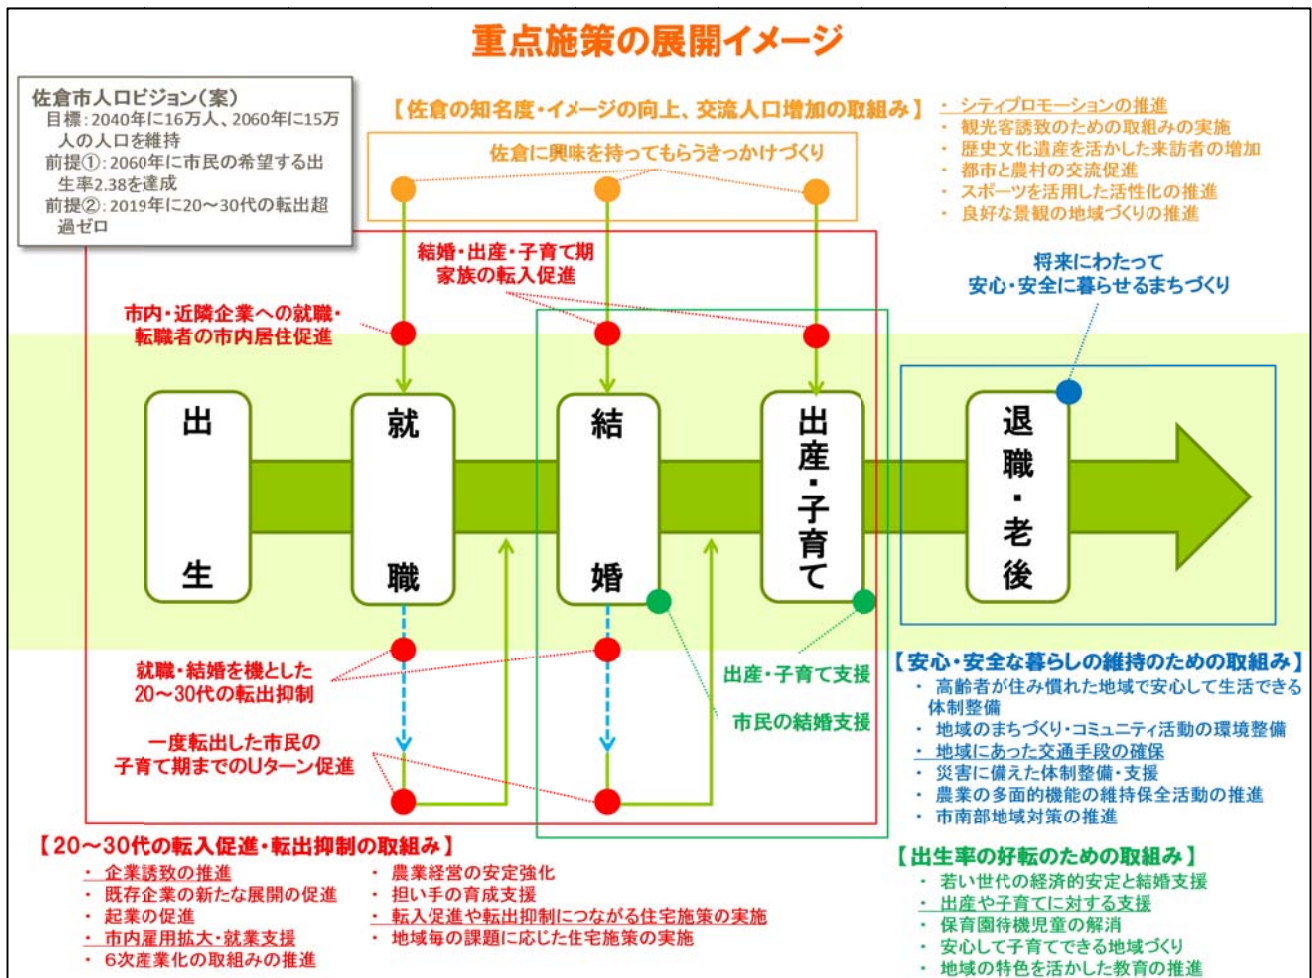 重点施策の展開イメージ
佐倉市人口ビジョン(案)
目標:2040年に16万人、2060年に15万
人の人口を維持
前提①:2060年に市民の希望する出
生率2.38を達成
前提②:2019年に20～30代の転出超
過ゼロ
【佐倉の知名度・イメージの向上、交流人口増加の取組み】
佐倉に興味を持ってもらうきっかけづくり
・ シティプロモーションの推進
・ 観光客誘致のための取組みの実施
・ 歴史文化遺産を活かした来訪者の増加
・ 都市と農村の交流促進
・ スポーツを活用した活性化の推進
・ 良好な景観の地域づくりの推進
結婚・出産・子育て期
家族の転入促進
市内・近隣企業への就職・
転職者の市内居住促進
将来にわたって
安心・安全に暮らせるまちづくり
出生
就職
結婚
出産・子育て
退職・老後
就職・結婚を機とした
20～30代の転出抑制
一度転出した市民の
子育て期までのUターン促進
出産・子育て支援
市民の結婚支援
【安心・安全な暮らしの維持のための取組み】
・ 高齢者が住み慣れた地域で安心して生活できる
体制整備
・ 地域のまちづくり・コミュニティ活動の環境整備
・ 地域にあった交通手段の確保
・ 災害に備えた体制整備・支援
・ 農業の多面的機能の維持保全活動の推進
・ 市南部地域対策の推進
【20～30代の転入促進・転出抑制の取組み】
・ 企業誘致の推進
・ 既存企業の新たな展開の促進
・ 起業の促進
・ 市内雇用拡大・就業支援
・ 6次産業化の取組みの推進
・ 農業経営の安定強化
・ 担い手の育成支援
・ 転入促進や転出抑制につながる住宅施策の実施
・ 地域毎の課題に応じた住宅施策の実施
【出生率の好転のための取組み】
・ 若い世代の経済的安定と結婚支援
・ 出産や子育てに対する支援
・ 保育園待機児童の解消
・ 安心して子育てできる地域づくり
・ 地域の特色を活かした教育の推進